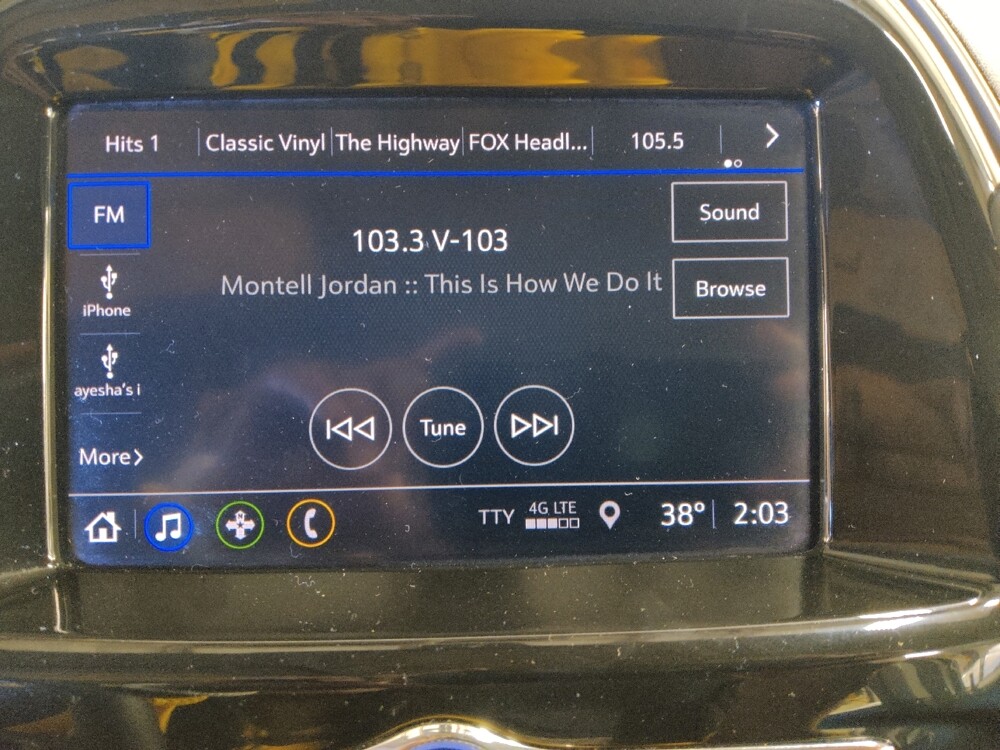 Hits 1 Classic Vinyl The Highway FOX Headl... 105.5
FM
Sound
103.3 V-103
Montell Jordan :: This Is How We Do It
Browse
iPhone
ayesha's i
Tune
More
TTY 4G LTE 38° 2:03
N